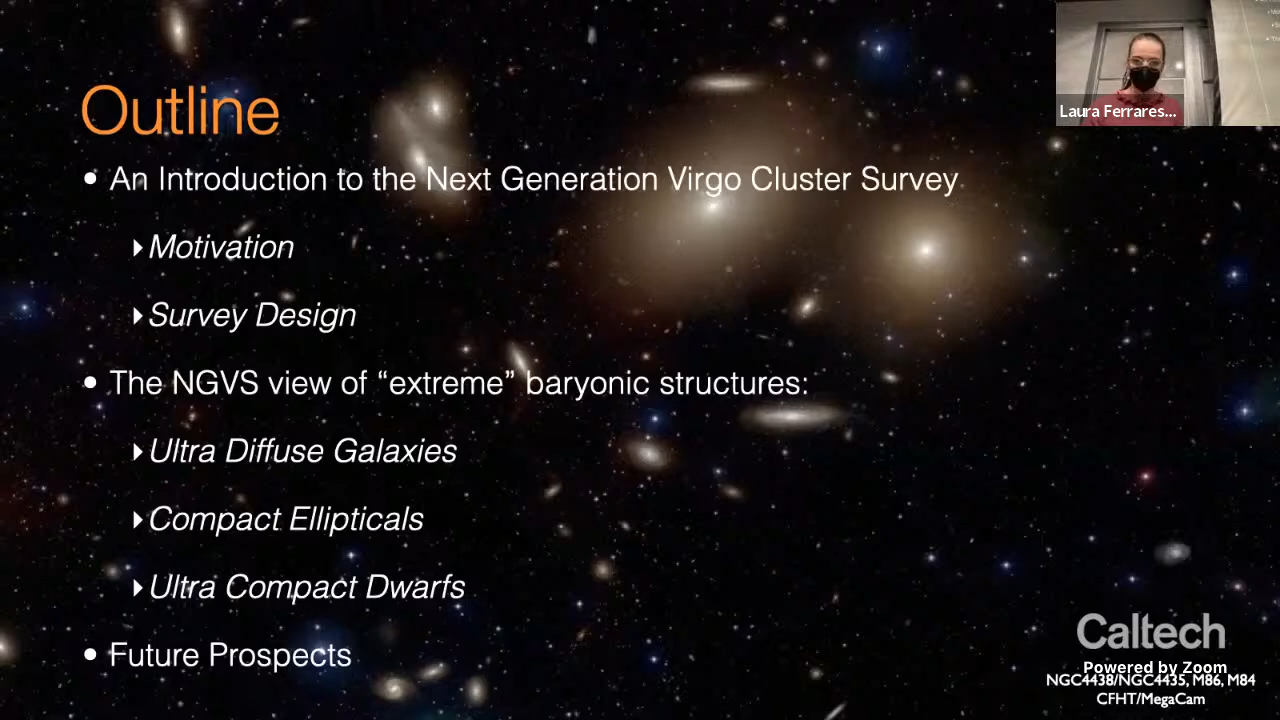 Laura Ferrares...
Outline
• An Introduction to the Next Generation Virgo Cluster Survey
Motivation
Survey Design
• The NGVS view of “extreme” baryonic structures:
Ultra Diffuse Galaxies
Compact Ellipticals
Ultra Compact Dwarfs
• Future Prospects
Caltech
Powered by Zoom
NGC4438/NGC4435, M86, M84
CFHT/MegaCam